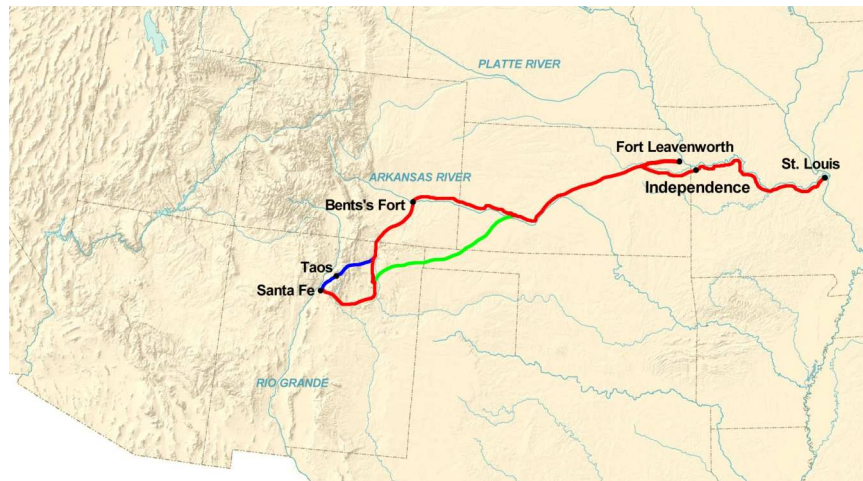 PLATTE RIVER
Fort Leavenworth
St. Louis
ARKANSAS RIVER
Independence
Bents's Fort
Taos
Santa Fe
RIO GRANDE